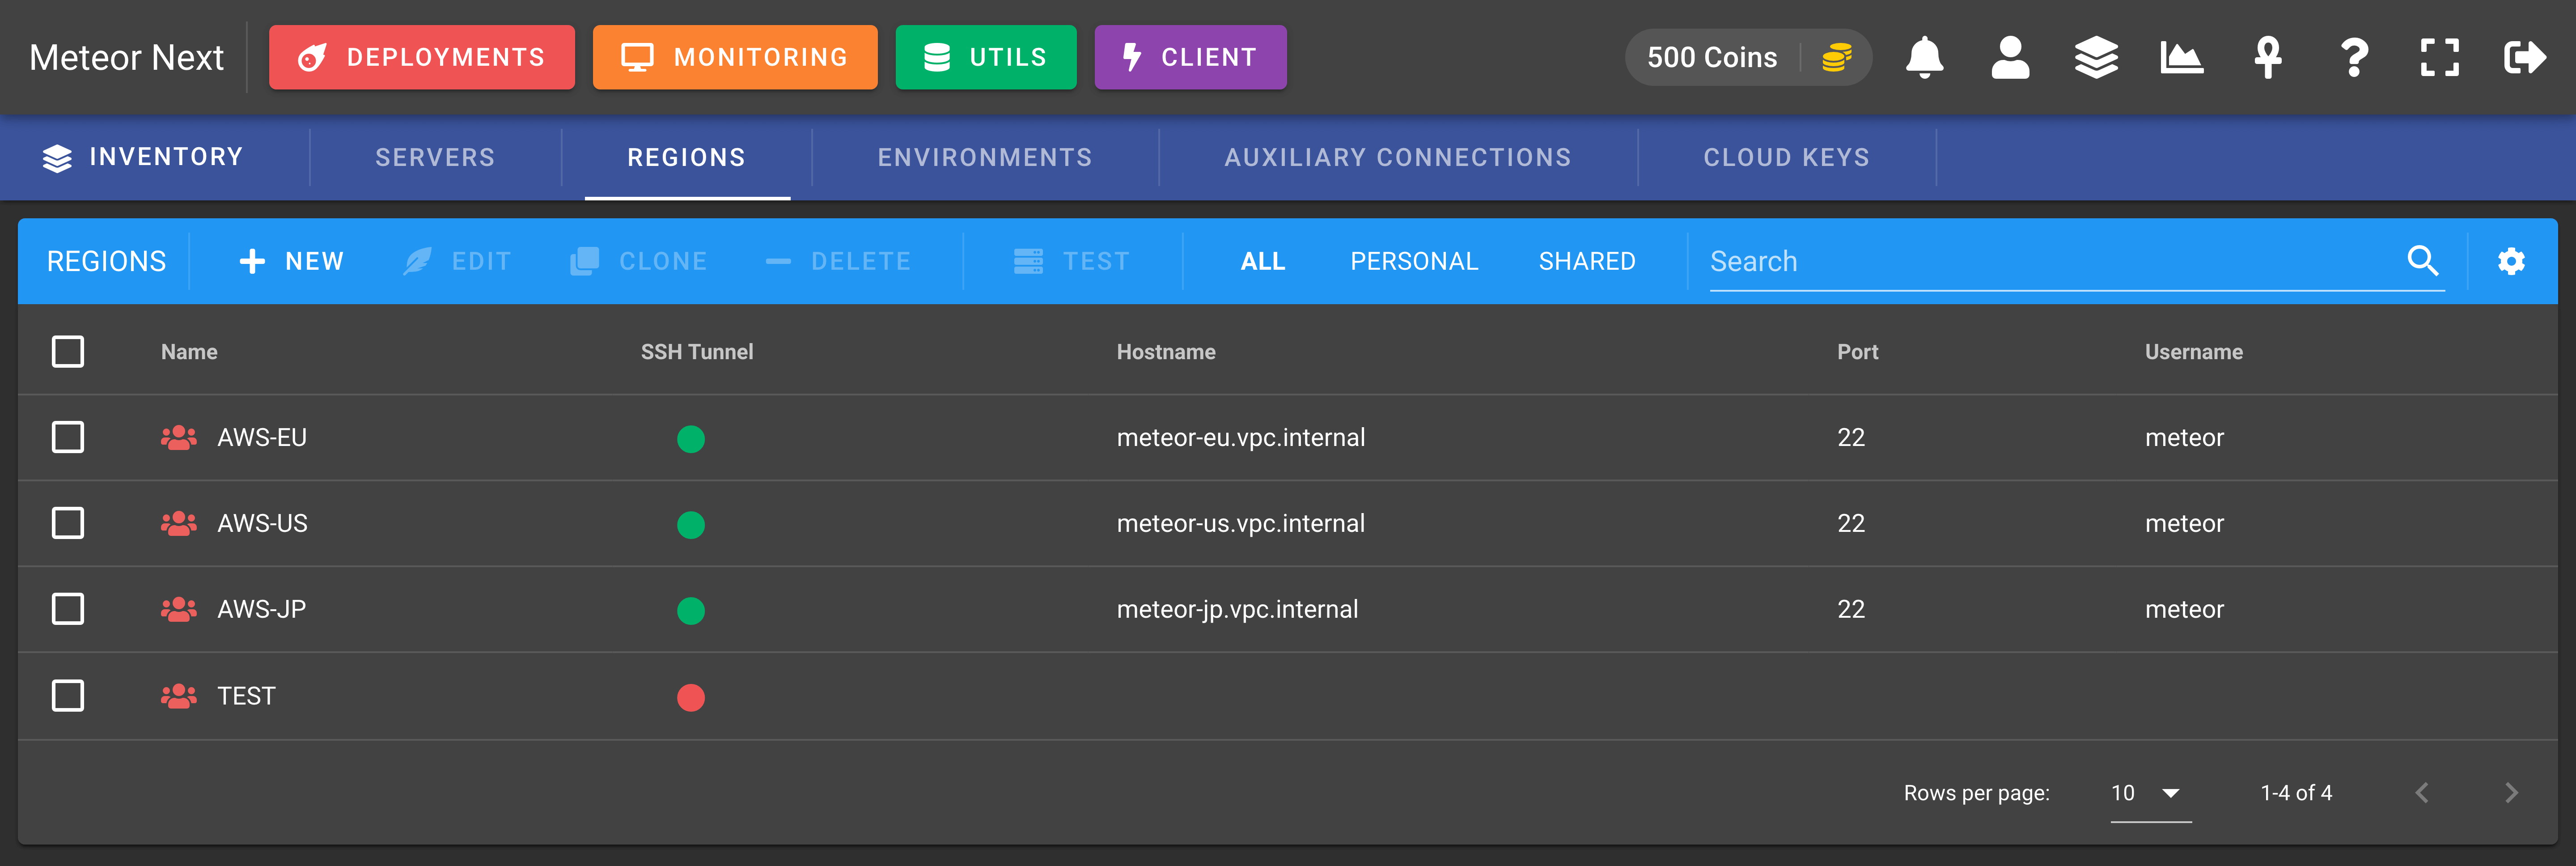 Meteor Next DEPLOYMENTS MONITORING UTILS CLIENT 500 Coins
INVENTORY SERVERS REGIONS ENVIRONMENTS AUXILIARY CONNECTIONS CLOUD KEYS
REGIONS NEW EDIT CLONE DELETE TEST ALL PERSONAL SHARED Search
Name SSH Tunnel Hostname Port Username
AWS-EU meteor-eu.vpc.internal 22 meteor
AWS-US meteor-us.vpc.internal 22 meteor
AWS-JP meteor-jp.vpc.internal 22 meteor
TEST
Rows per page: 10 1-4 of 4